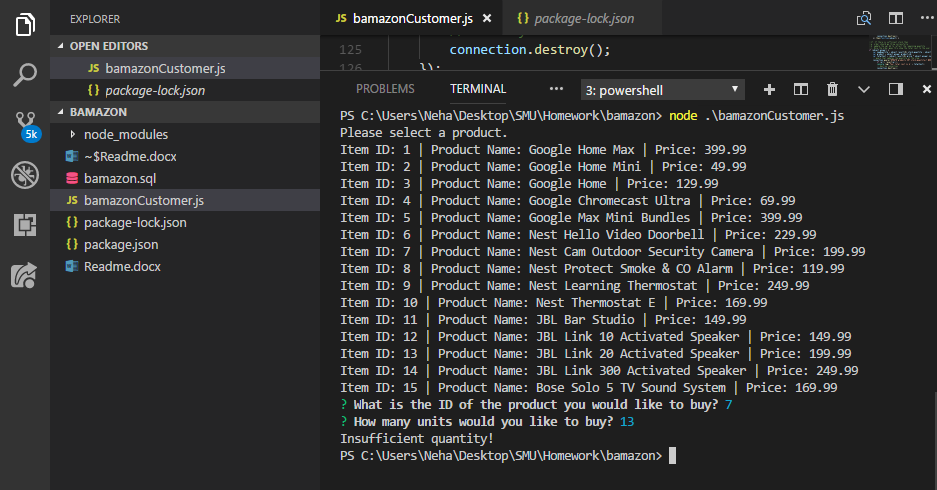 EXPLORER
OPEN EDITORS
JS bamazonCustomer.js
{ } package-lock.json
BAMAZON
node_modules
~$Readme.docx
bamazon.sql
JS bamazonCustomer.js
{ } package-lock.json
{ } package.json
Readme.docx
5k
JS bamazonCustomer.js ×
{ } package-lock.json
125 connection.destroy();
126 });
PROBLEMS TERMINAL ··· 3: powershell
PS C:\Users\Neha\Desktop\SMU\Homework\bamazon> node .\bamazonCustomer.js
Please select a product.
Item ID: 1 | Product Name: Google Home Max | Price: 399.99
Item ID: 2 | Product Name: Google Home Mini | Price: 49.99
Item ID: 3 | Product Name: Google Home | Price: 129.99
Item ID: 4 | Product Name: Google Chromecast Ultra | Price: 69.99
Item ID: 5 | Product Name: Google Max Mini Bundles | Price: 399.99
Item ID: 6 | Product Name: Nest Hello Video Doorbell | Price: 229.99
Item ID: 7 | Product Name: Nest Cam Outdoor Security Camera | Price: 199.99
Item ID: 8 | Product Name: Nest Protect Smoke & CO Alarm | Price: 119.99
Item ID: 9 | Product Name: Nest Learning Thermostat | Price: 249.99
Item ID: 10 | Product Name: Nest Thermostat E | Price: 169.99
Item ID: 11 | Product Name: JBL Bar Studio | Price: 149.99
Item ID: 12 | Product Name: JBL Link 10 Activated Speaker | Price: 149.99
Item ID: 13 | Product Name: JBL Link 20 Activated Speaker | Price: 199.99
Item ID: 14 | Product Name: JBL Link 300 Activated Speaker | Price: 249.99
Item ID: 15 | Product Name: Bose Solo 5 TV Sound System | Price: 169.99
? What is the ID of the product you would like to buy? 7
? How many units would you like to buy? 13
Insufficient quantity!
PS C:\Users\Neha\Desktop\SMU\Homework\bamazon>